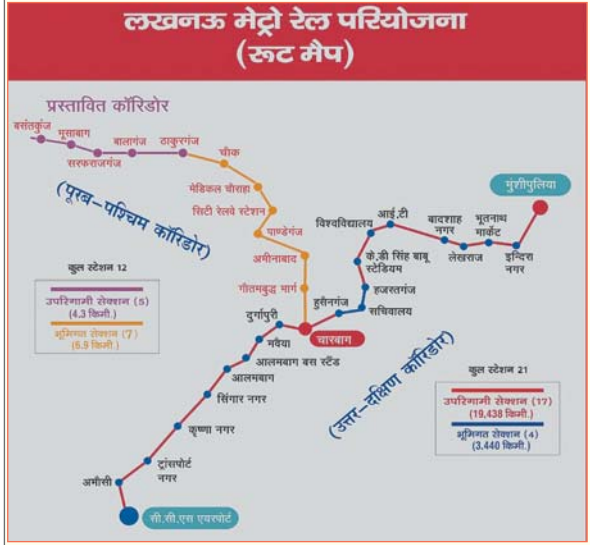 लखनऊ मेट्रो रेल परियोजना
(रूट मैप)
प्रस्तावित कॉरिडोर
बसंतकुंज
मूसाबाग
सरफराजगंज
बालागंज
ठाकुरगंज
चौक
मेडिकल चौराहा
सिटी रेलवे स्टेशन
पाण्डेगंज
अमीनाबाद
गौतमबुद्ध मार्ग
(पूरब-पश्चिम कॉरिडोर)
कुल स्टेशन 12
उपरिगामी सेक्शन (5)
(4.3 किमी.)
भूमिगत सेक्शन (7)
(6.9 किमी.)
मुंशीपुलिया
इन्दिरा
नगर
भूतनाथ
मार्केट
लेखराज
बादशाह
नगर
आई.टी
विश्वविद्यालय
के.डी सिंह बाबू
स्टेडियम
हजरतगंज
सचिवालय
हुसैनगंज
चारबाग
दुर्गापुरी
मवैया
आलमबाग बस स्टैंड
आलमबाग
सिंगार नगर
कृष्णा नगर
ट्रांसपोर्ट
नगर
अमौसी
सी.सी.एस एयरपोर्ट
(उत्तर-दक्षिण कॉरिडोर)
कुल स्टेशन 21
उपरिगामी सेक्शन (17)
(19.438 किमी.)
भूमिगत सेक्शन (4)
(3.440 किमी.)